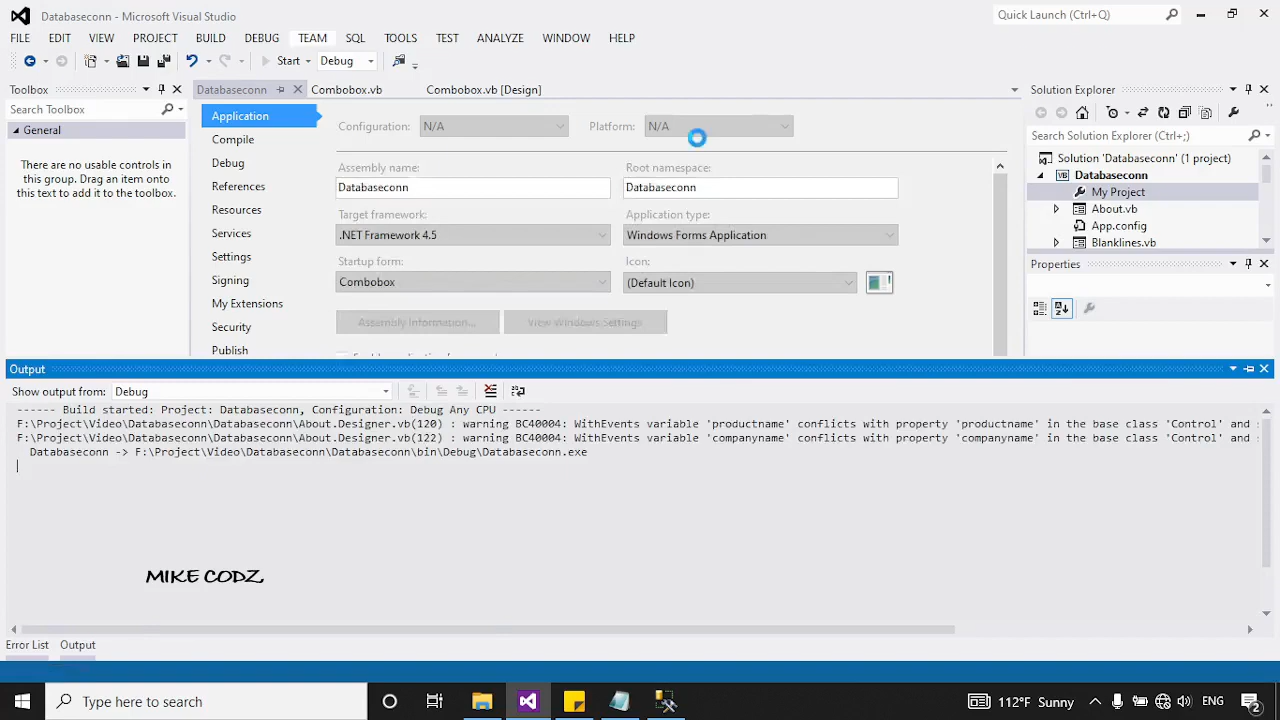 Databaseconn - Microsoft Visual Studio
Quick Launch (Ctrl+Q)
FILE EDIT VIEW PROJECT BUILD DEBUG TEAM SQL TOOLS TEST ANALYZE WINDOW HELP
Start Debug
Toolbox
Search Toolbox
General
There are no usable controls in
this group. Drag an item onto
this text to add it to the toolbox.
Databaseconn Combobox.vb Combobox.vb [Design]
Application
Compile
Debug
References
Resources
Services
Settings
Signing
My Extensions
Security
Publish
Configuration: N/A Platform: N/A
Assembly name: Root namespace:
Databaseconn Databaseconn
Target framework: Application type:
.NET Framework 4.5 Windows Forms Application
Startup form: Icon:
Combobox (Default Icon)
Assembly Information... View Windows Settings
Solution Explorer
Search Solution Explorer (Ctrl+;)
Solution 'Databaseconn' (1 project)
VB Databaseconn
My Project
About.vb
App.config
Blanklines.vb
Properties
Output
Show output from: Debug
------ Build started: Project: Databaseconn, Configuration: Debug Any CPU ------
F:\Project\Video\Databaseconn\Databaseconn\About.Designer.vb(120) : warning BC40004: WithEvents variable 'productname' conflicts with property 'productname' in the base class 'Control' and s
F:\Project\Video\Databaseconn\Databaseconn\About.Designer.vb(122) : warning BC40004: WithEvents variable 'companyname' conflicts with property 'companyname' in the base class 'Control' and s
Databaseconn -> F:\Project\Video\Databaseconn\Databaseconn\bin\Debug\Databaseconn.exe
MIKE CODZ
Error List Output
Type here to search
112°F Sunny
ENG
2